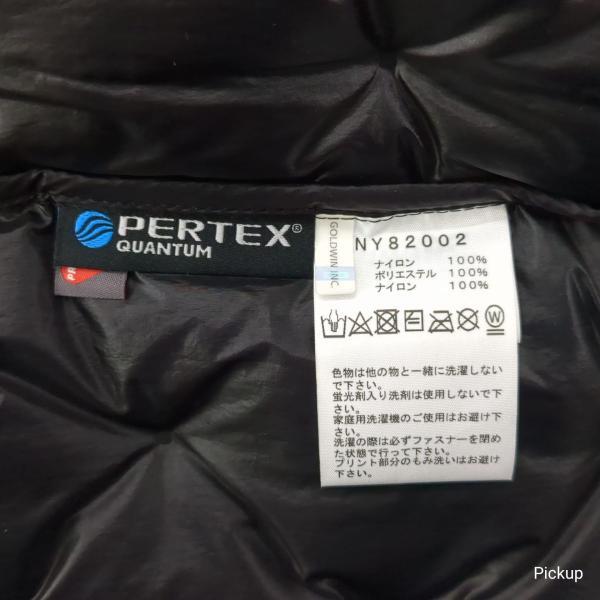 PERTEX®
QUANTUM
GOLDWIN INC.
NY82002
ナイロン 100%
ポリエステル 100%
ナイロン 100%
W
色物は他の物と一緒に洗濯しない
で下さい。
蛍光剤入り洗剤は使用しないで下
さい。
家庭用洗濯機のご使用はお避け下
さい。
洗濯の際は必ずファスナーを閉め
た状態で行って下さい。
プリント部分のもみ洗いはお避け
下さい。
Pickup